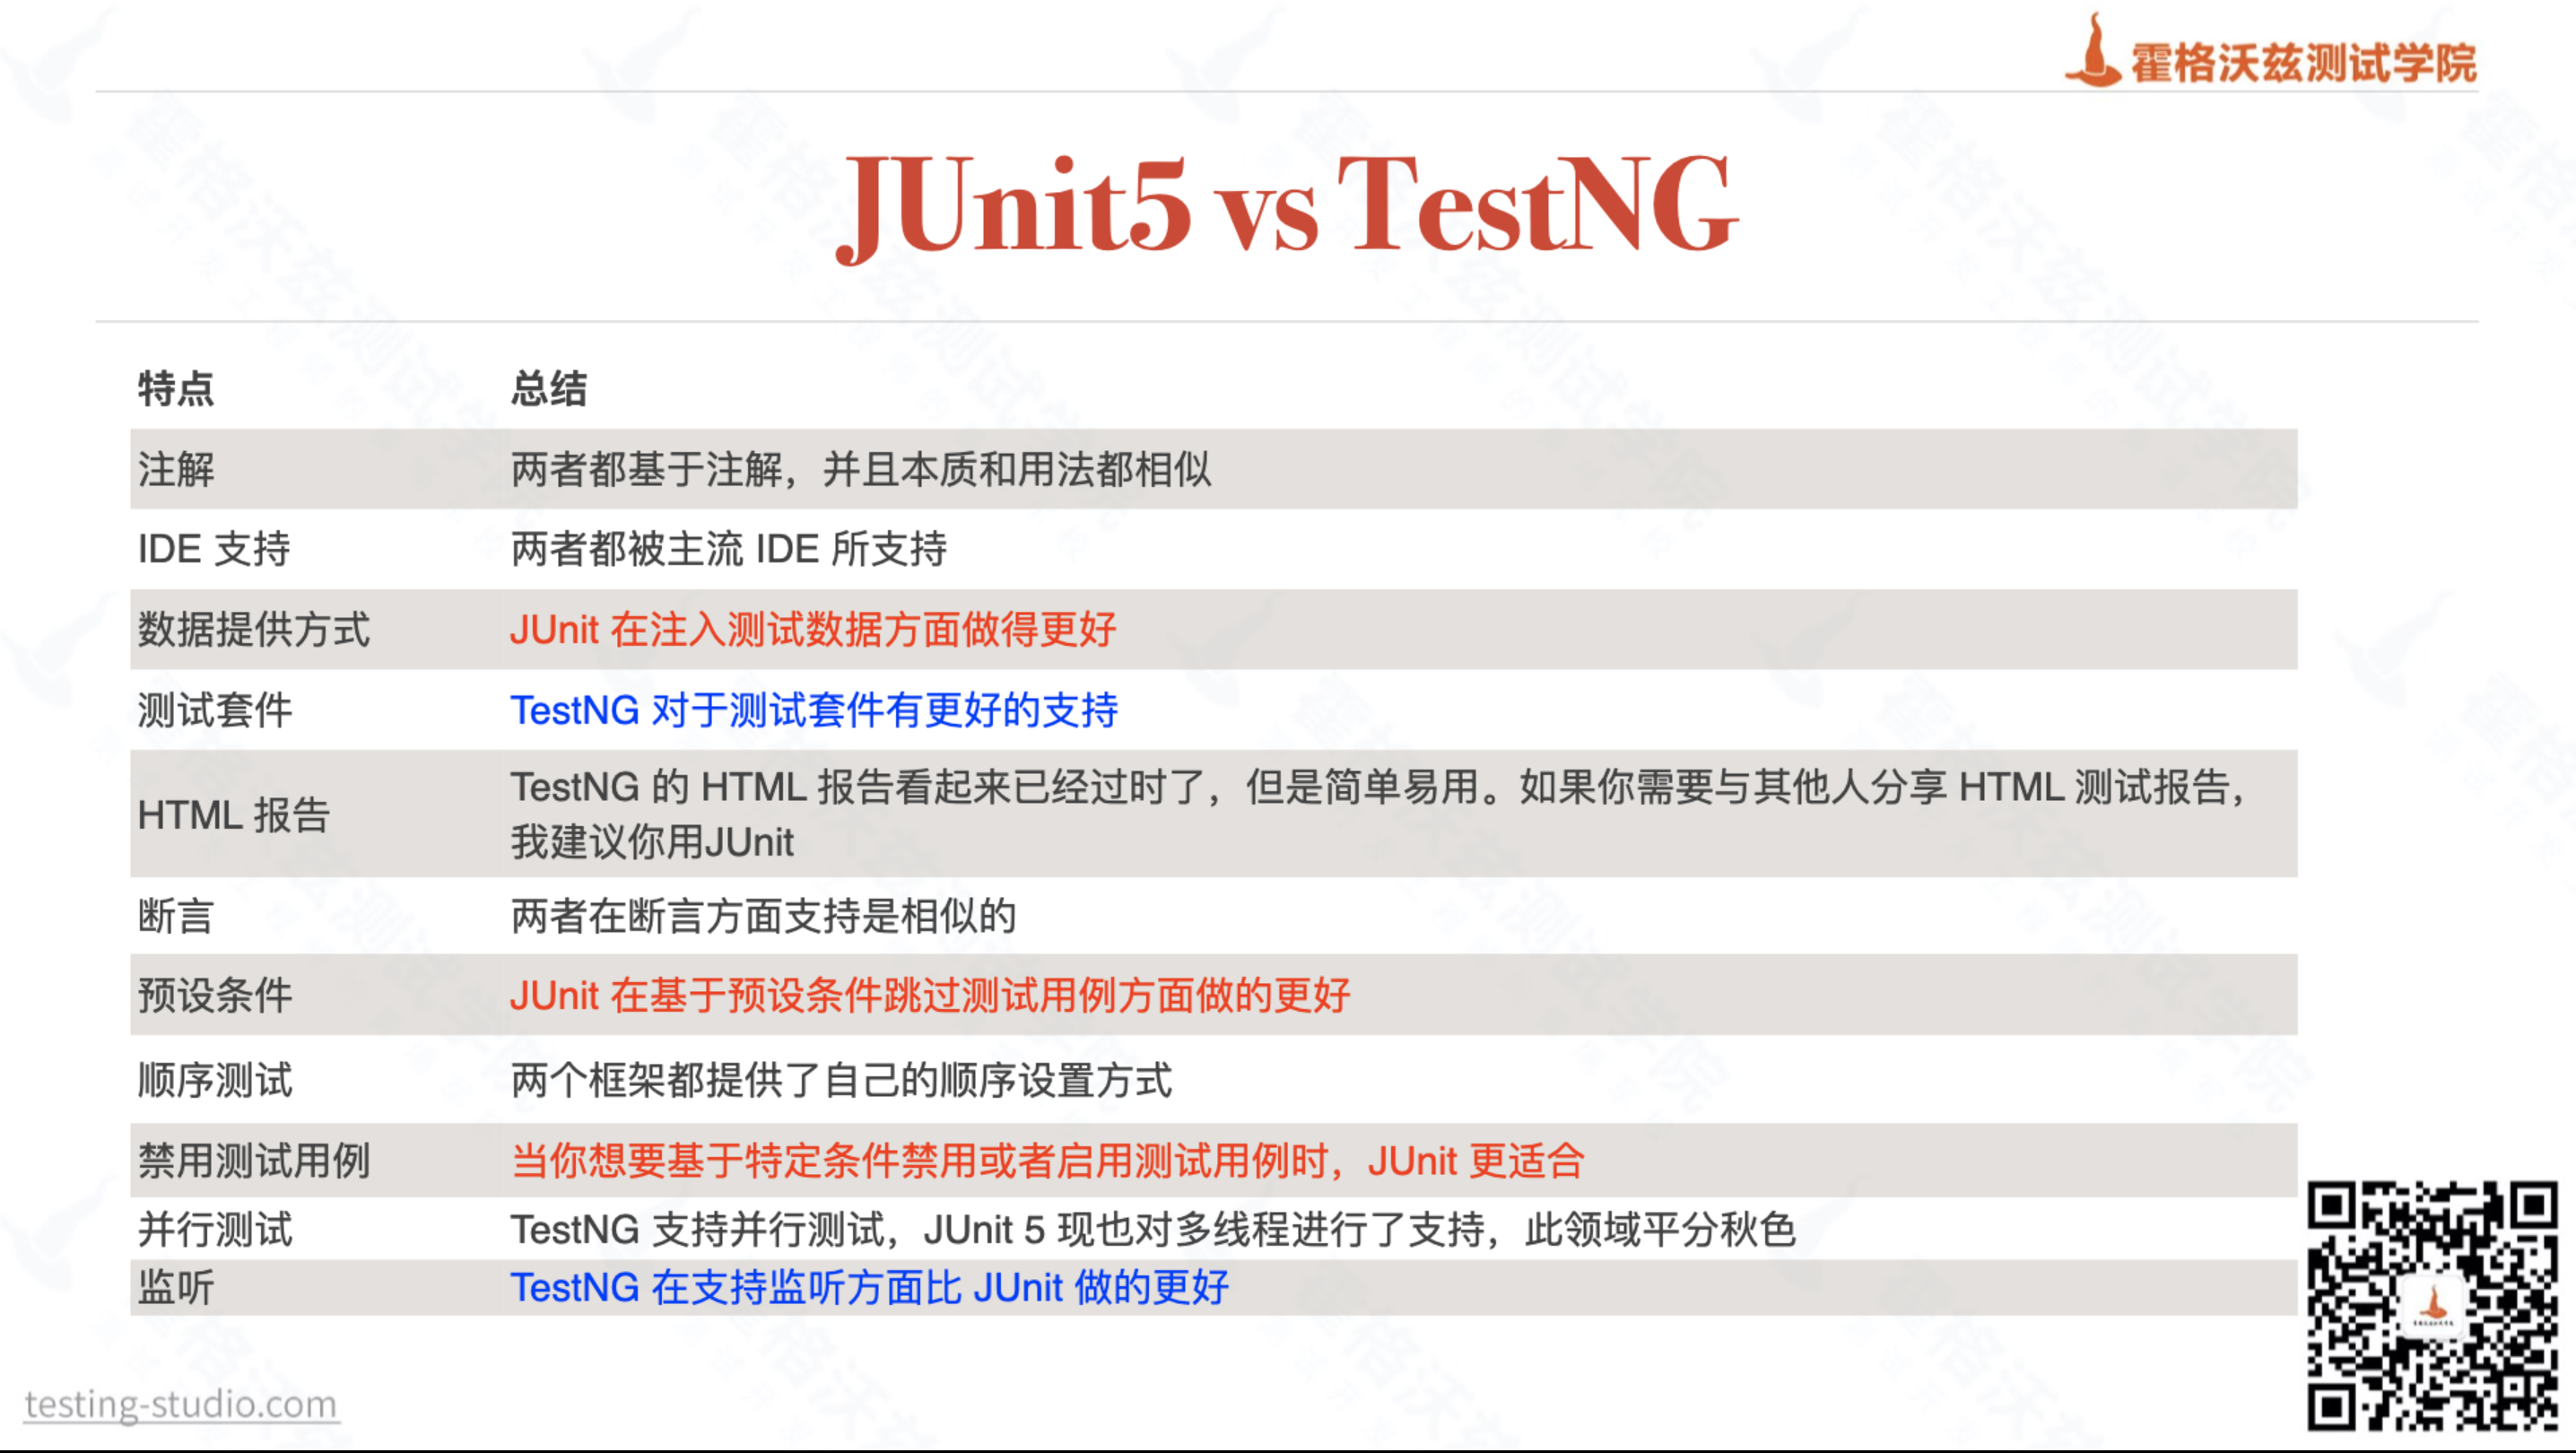 霍格沃兹测试学院
JUnit5 vs TestNG
特点 总结
注解 两者都基于注解，并且本质和用法都相似
IDE 支持 两者都被主流 IDE 所支持
数据提供方式 JUnit 在注入测试数据方面做得更好
测试套件 TestNG 对于测试套件有更好的支持
HTML 报告 TestNG 的 HTML 报告看起来已经过时了，但是简单易用。如果你需要与其他人分享 HTML 测试报告，
我建议你用JUnit
断言 两者在断言方面支持是相似的
预设条件 JUnit 在基于预设条件跳过测试用例方面做的更好
顺序测试 两个框架都提供了自己的顺序设置方式
禁用测试用例 当你想要基于特定条件禁用或者启用测试用例时，JUnit 更适合
并行测试 TestNG 支持并行测试，JUnit 5 现也对多线程进行了支持，此领域平分秋色
监听 TestNG 在支持监听方面比 JUnit 做的更好
testing-studio.com